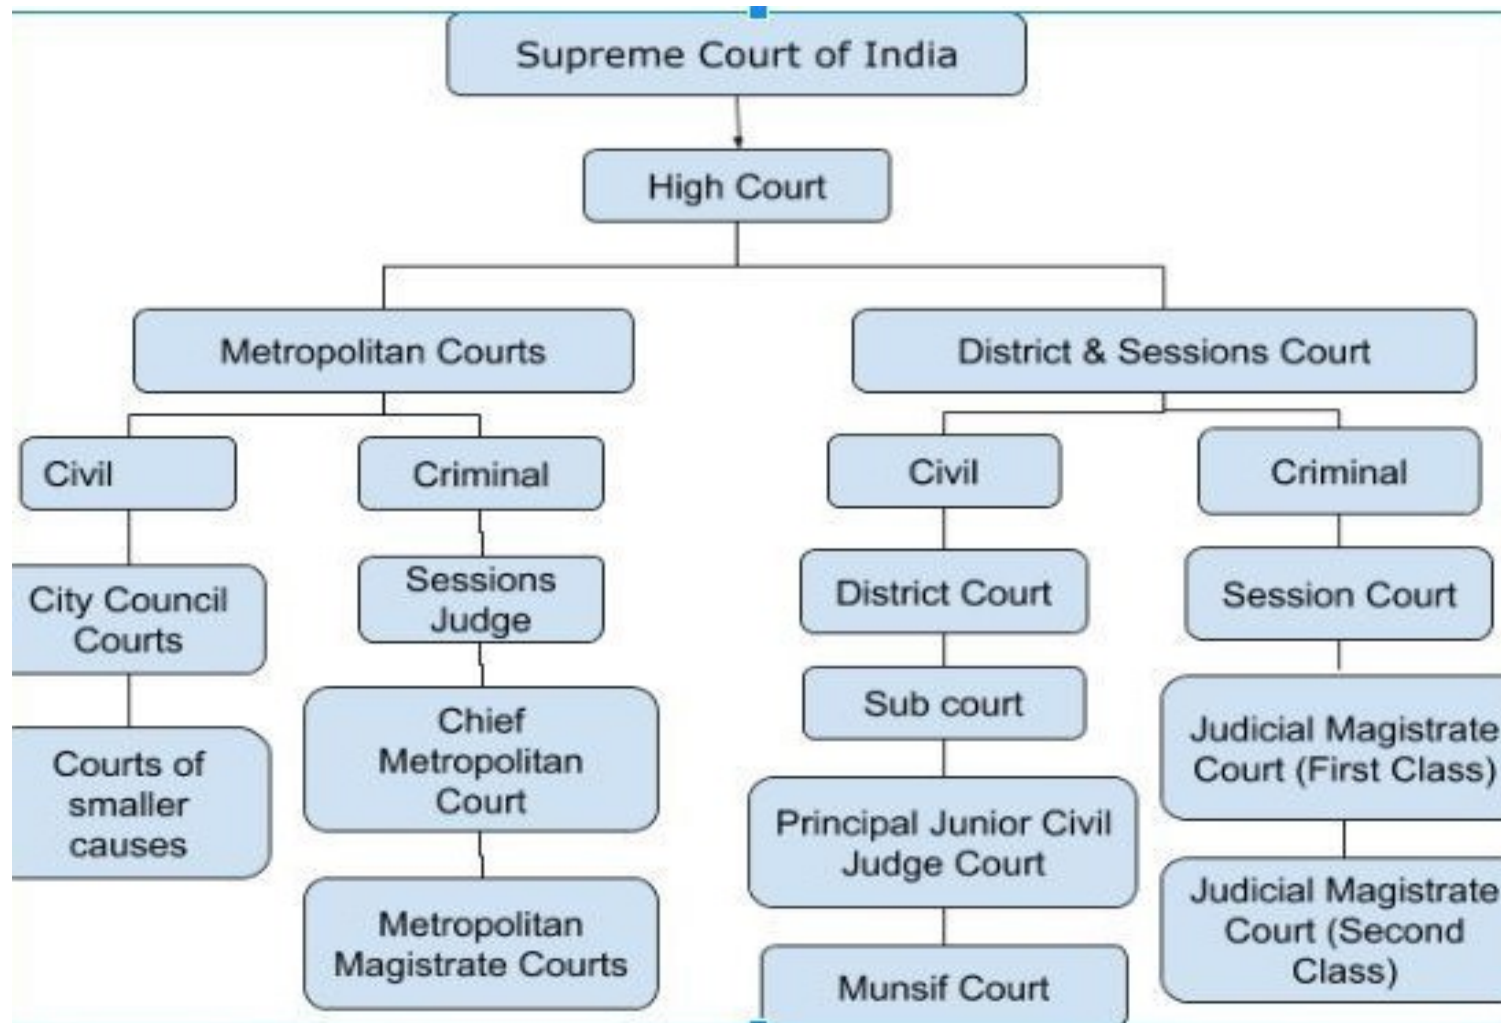 Supreme Court of India
High Court
Metropolitan Courts
District & Sessions Court
Civil
Criminal
Civil
Criminal
City Council
Courts
Sessions
Judge
District Court
Session Court
Courts of
smaller
causes
Chief
Metropolitan
Court
Sub court
Judicial Magistrate
Court (First Class)
Metropolitan
Magistrate Courts
Principal Junior Civil
Judge Court
Judicial Magistrate
Court (Second
Class)
Munsif Court